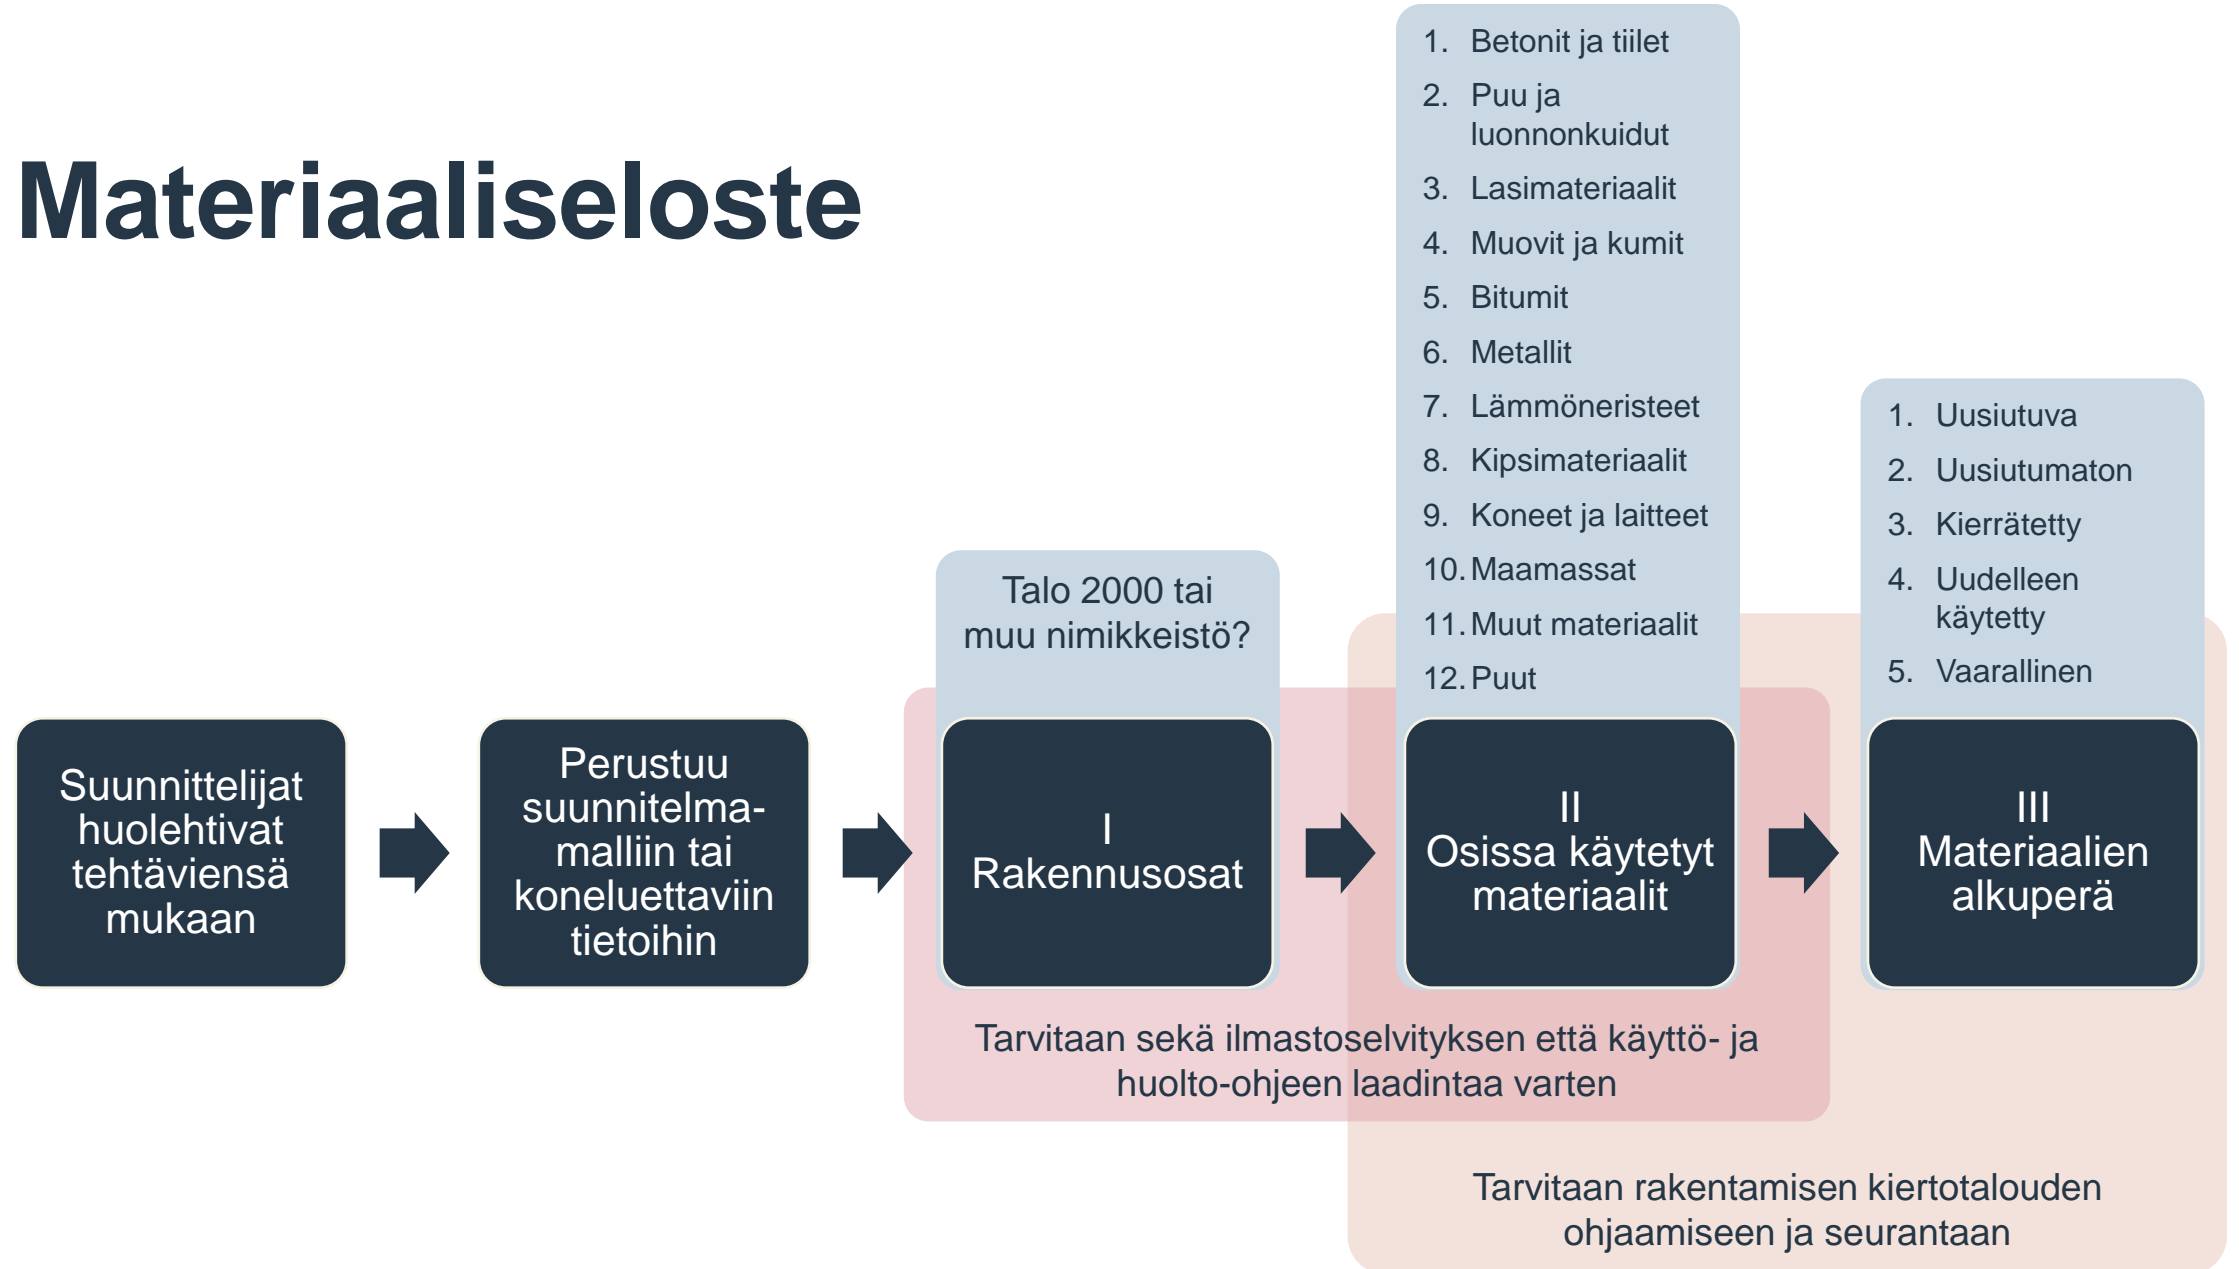 Materiaaliseloste
Suunnittelijat
huolehtivat
tehtäviensä
mukaan
Perustuu
suunnitelma-
malliin tai
koneluettaviin
tietoihin
Talo 2000 tai
muu nimikkeistö?
I
Rakennusosat
1. Betonit ja tiilet
2. Puu ja
luonnonkuidut
3. Lasimateriaalit
4. Muovit ja kumit
5. Bitumit
6. Metallit
7. Lämmöneristeet
8. Kipsimateriaalit
9. Koneet ja laitteet
10. Maamassat
11. Muut materiaalit
12. Puut
II
Osissa käytetyt
materiaalit
1. Uusiutuva
2. Uusiutumaton
3. Kierrätetty
4. Uudelleen
käytetty
5. Vaarallinen
III
Materiaalien
alkuperä
Tarvitaan sekä ilmastoselvityksen että käyttö- ja
huolto-ohjeen laadintaa varten
Tarvitaan rakentamisen kiertotalouden
ohjaamiseen ja seurantaan